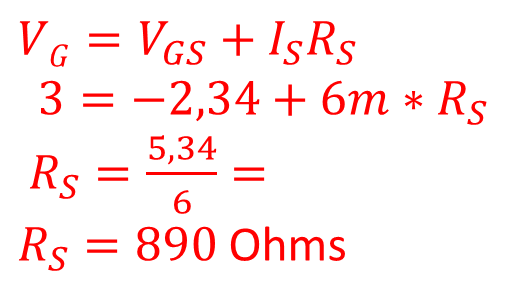 V_G = V_GS + I_S R_S
3 = −2,34 + 6m ∗ R_S
R_S = 5,34/6 =
R_S = 890 Ohms